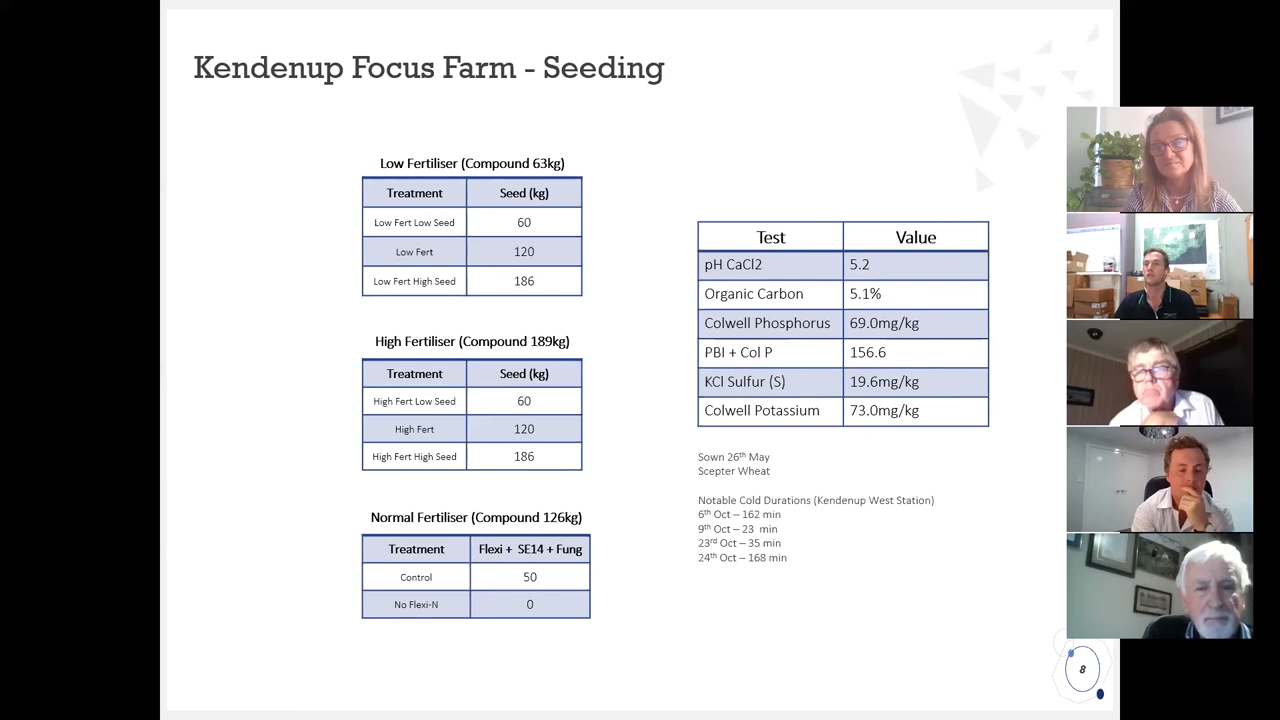 Kendenup Focus Farm - Seeding
Low Fertiliser (Compound 63kg)
Treatment Seed (kg)
Low Fert Low Seed 60
Low Fert 120
Low Fert High Seed 186
High Fertiliser (Compound 189kg)
Treatment Seed (kg)
High Fert Low Seed 60
High Fert 120
High Fert High Seed 186
Normal Fertiliser (Compound 126kg)
Treatment Flexi + SE14 + Fung
Control 50
No Flexi-N 0
Test Value
pH CaCl2 5.2
Organic Carbon 5.1%
Colwell Phosphorus 69.0mg/kg
PBI + Col P 156.6
KCl Sulfur (S) 19.6mg/kg
Colwell Potassium 73.0mg/kg
Sown 26th May
Scepter Wheat
Notable Cold Durations (Kendenup West Station)
6th Oct – 162 min
9th Oct – 23 min
23rd Oct – 35 min
24th Oct – 168 min
8